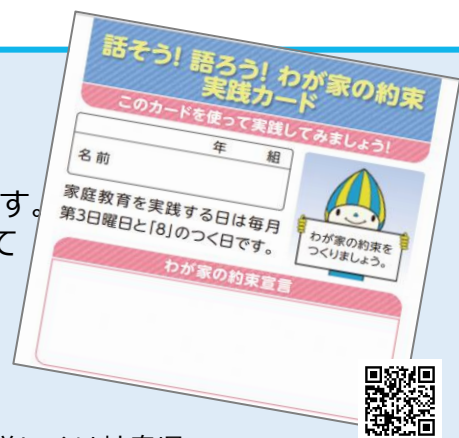 話そう! 語ろう! わが家の約束
実践カード
このカードを使って実践してみましょう!
年 組
名前
す。
家庭教育を実践する日は毎月
第3日曜日と「8」のつく日です。
て
わが家の約束を
つくりましょう。
わが家の約束宣言